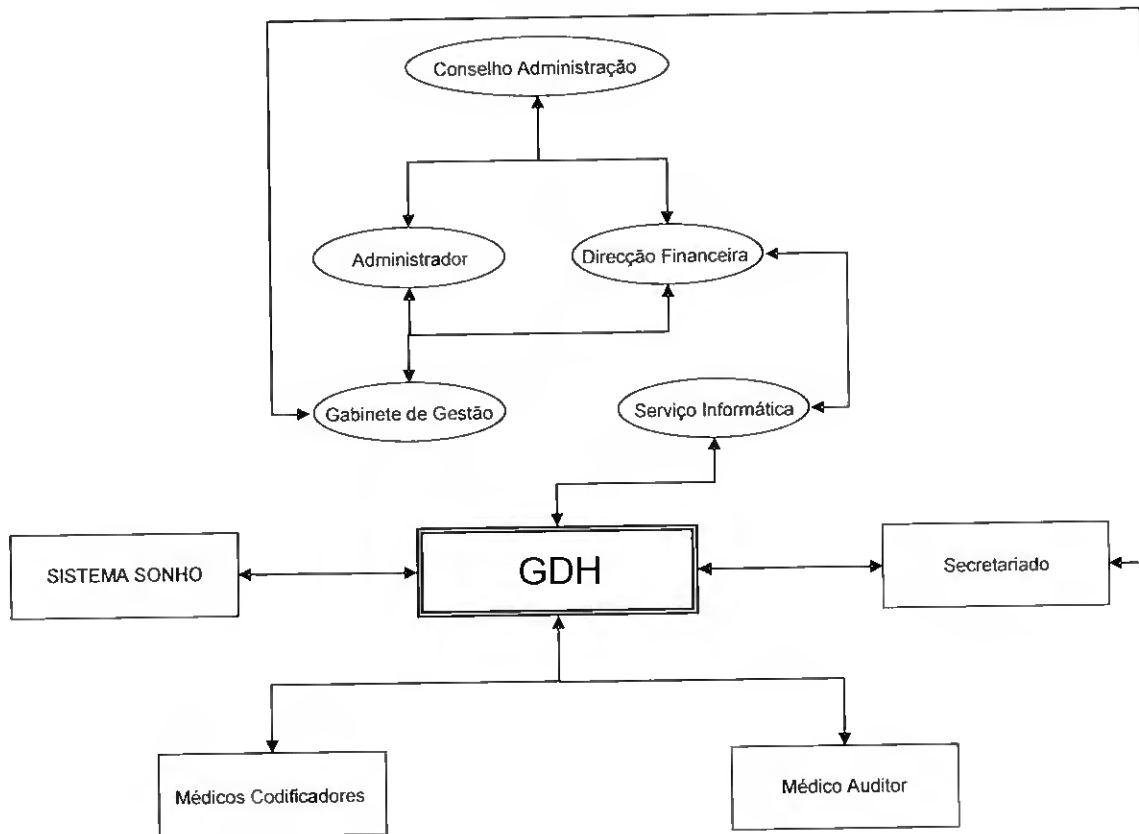 Conselho Administração
Administrador
Direcção Financeira
Gabinete de Gestão
Serviço Informática
SISTEMA SONHO
GDH
Secretariado
Médicos Codificadores
Médico Auditor